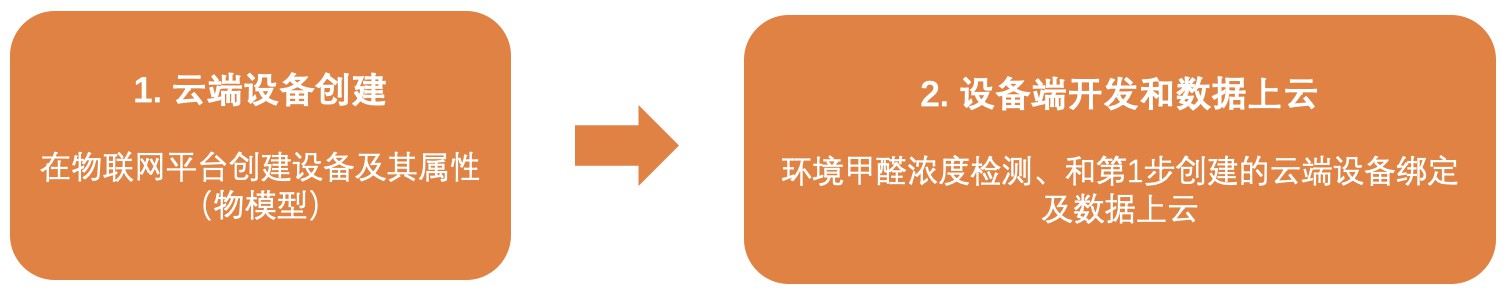 1. 云端设备创建
在物联网平台创建设备及其属性
（物模型）
2. 设备端开发和数据上云
环境甲醛浓度检测、和第1步创建的云端设备绑定
及数据上云